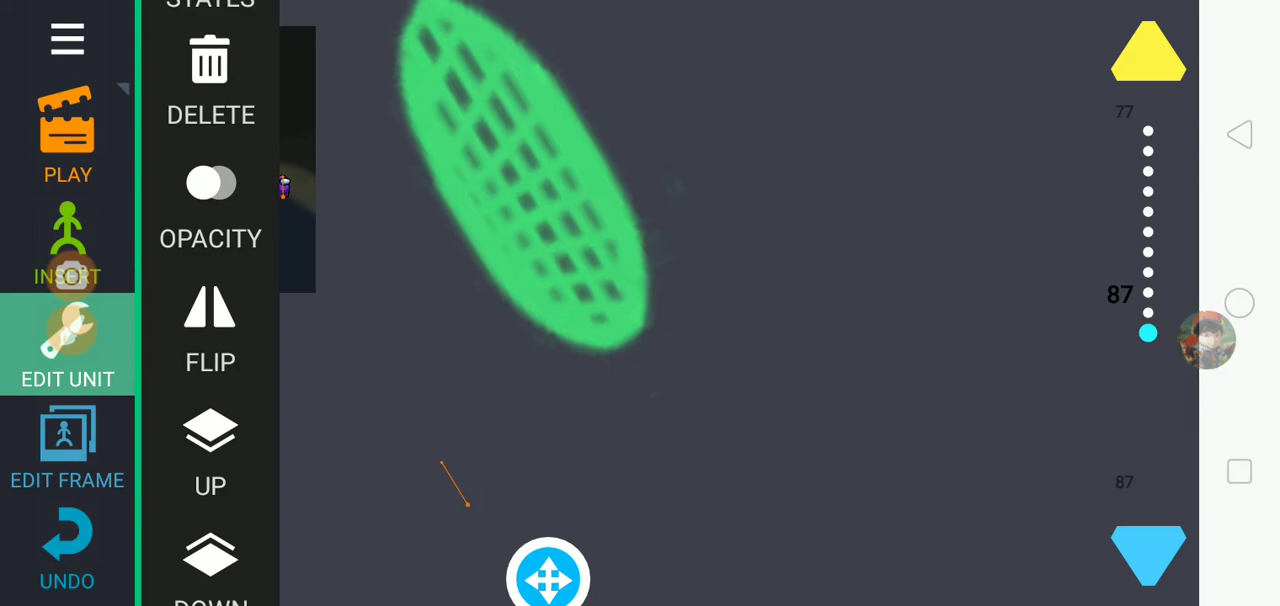 STATES
DELETE
PLAY
OPACITY
INSERT
FLIP
EDIT UNIT
UP
EDIT FRAME
UNDO
DOWN
77
87
87